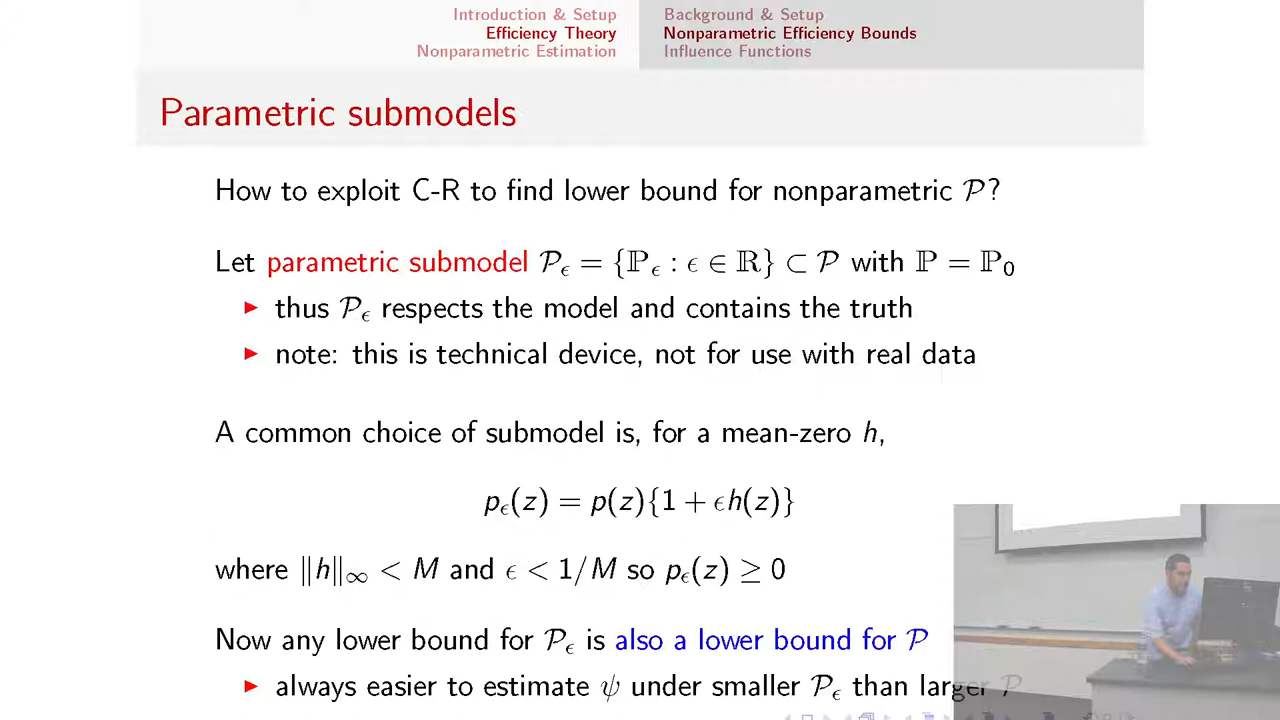 Introduction & Setup
Efficiency Theory
Nonparametric Estimation
Background & Setup
Nonparametric Efficiency Bounds
Influence Functions
Parametric submodels
How to exploit C-R to find lower bound for nonparametric 𝒫?
Let parametric submodel 𝒫_ϵ = {ℙ_ϵ : ϵ ∈ ℝ} ⊂ 𝒫 with ℙ = ℙ_0
▶ thus 𝒫_ϵ respects the model and contains the truth
▶ note: this is technical device, not for use with real data
A common choice of submodel is, for a mean-zero h,
p_ϵ(z) = p(z){1 + ϵh(z)}
where ‖h‖_∞ < M and ϵ < 1/M so p_ϵ(z) ≥ 0
Now any lower bound for 𝒫_ϵ is also a lower bound for 𝒫
▶ always easier to estimate ψ under smaller 𝒫_ϵ than larger 𝒫